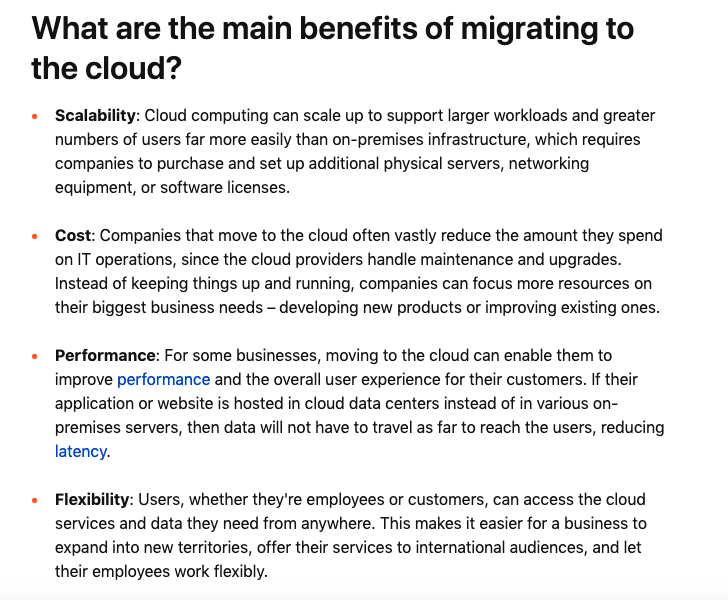 What are the main benefits of migrating to
the cloud?
• Scalability: Cloud computing can scale up to support larger workloads and greater
numbers of users far more easily than on-premises infrastructure, which requires
companies to purchase and set up additional physical servers, networking
equipment, or software licenses.
• Cost: Companies that move to the cloud often vastly reduce the amount they spend
on IT operations, since the cloud providers handle maintenance and upgrades.
Instead of keeping things up and running, companies can focus more resources on
their biggest business needs – developing new products or improving existing ones.
• Performance: For some businesses, moving to the cloud can enable them to
improve performance and the overall user experience for their customers. If their
application or website is hosted in cloud data centers instead of in various on-
premises servers, then data will not have to travel as far to reach the users, reducing
latency.
• Flexibility: Users, whether they're employees or customers, can access the cloud
services and data they need from anywhere. This makes it easier for a business to
expand into new territories, offer their services to international audiences, and let
their employees work flexibly.